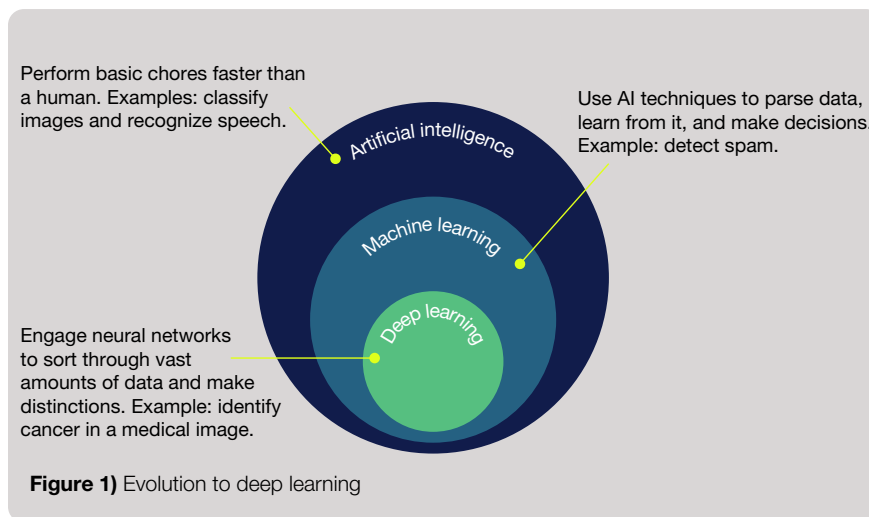 Perform basic chores faster than
a human. Examples: classify
images and recognize speech.
Use AI techniques to parse data,
learn from it, and make decisions.
Example: detect spam.
Artificial intelligence
Machine learning
Deep learning
Engage neural networks
to sort through vast
amounts of data and make
distinctions. Example: identify
cancer in a medical image.
Figure 1) Evolution to deep learning